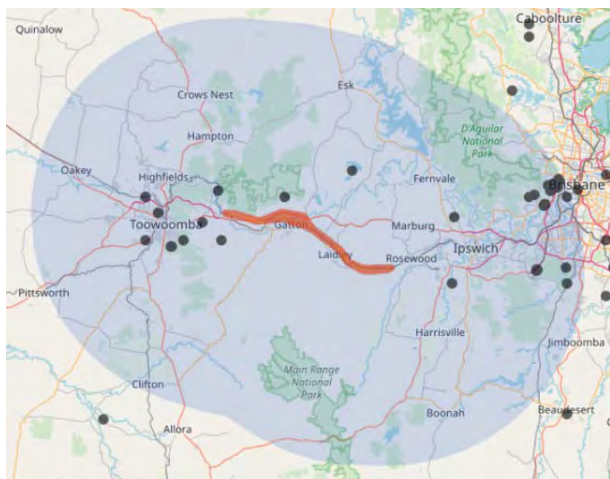 Caboolture
Quinalow
Esk
Crows Nest
D'Aguilar
National
Park
Hampton
Oakey
Highfields
Fernvale
Brisbane
Toowoomba
Gatton
Marburg
Ipswich
Laidley
Rosewood
Pittsworth
Harrisville
Jimboomba
Main Range
National
Park
Clifton
Boonah
Beaudesert
Allora